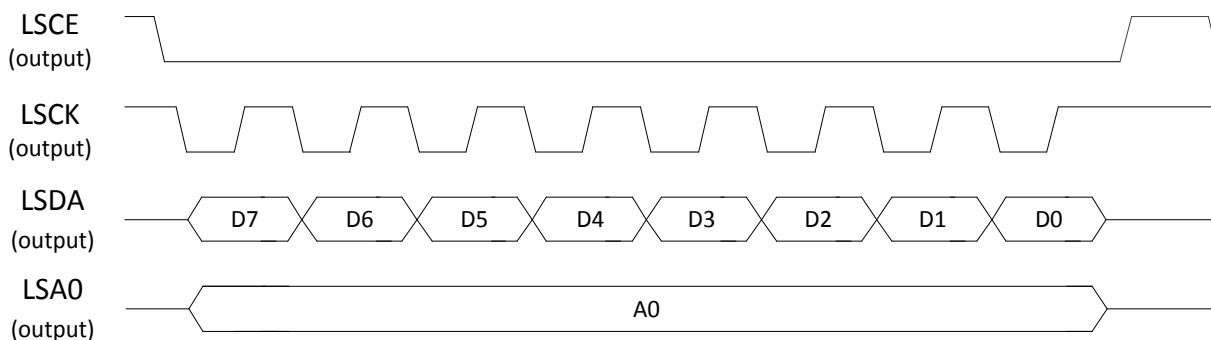 LSCE
(output)
LSCK
(output)
LSDA
(output)
D7 D6 D5 D4 D3 D2 D1 D0
LSA0
(output)
A0